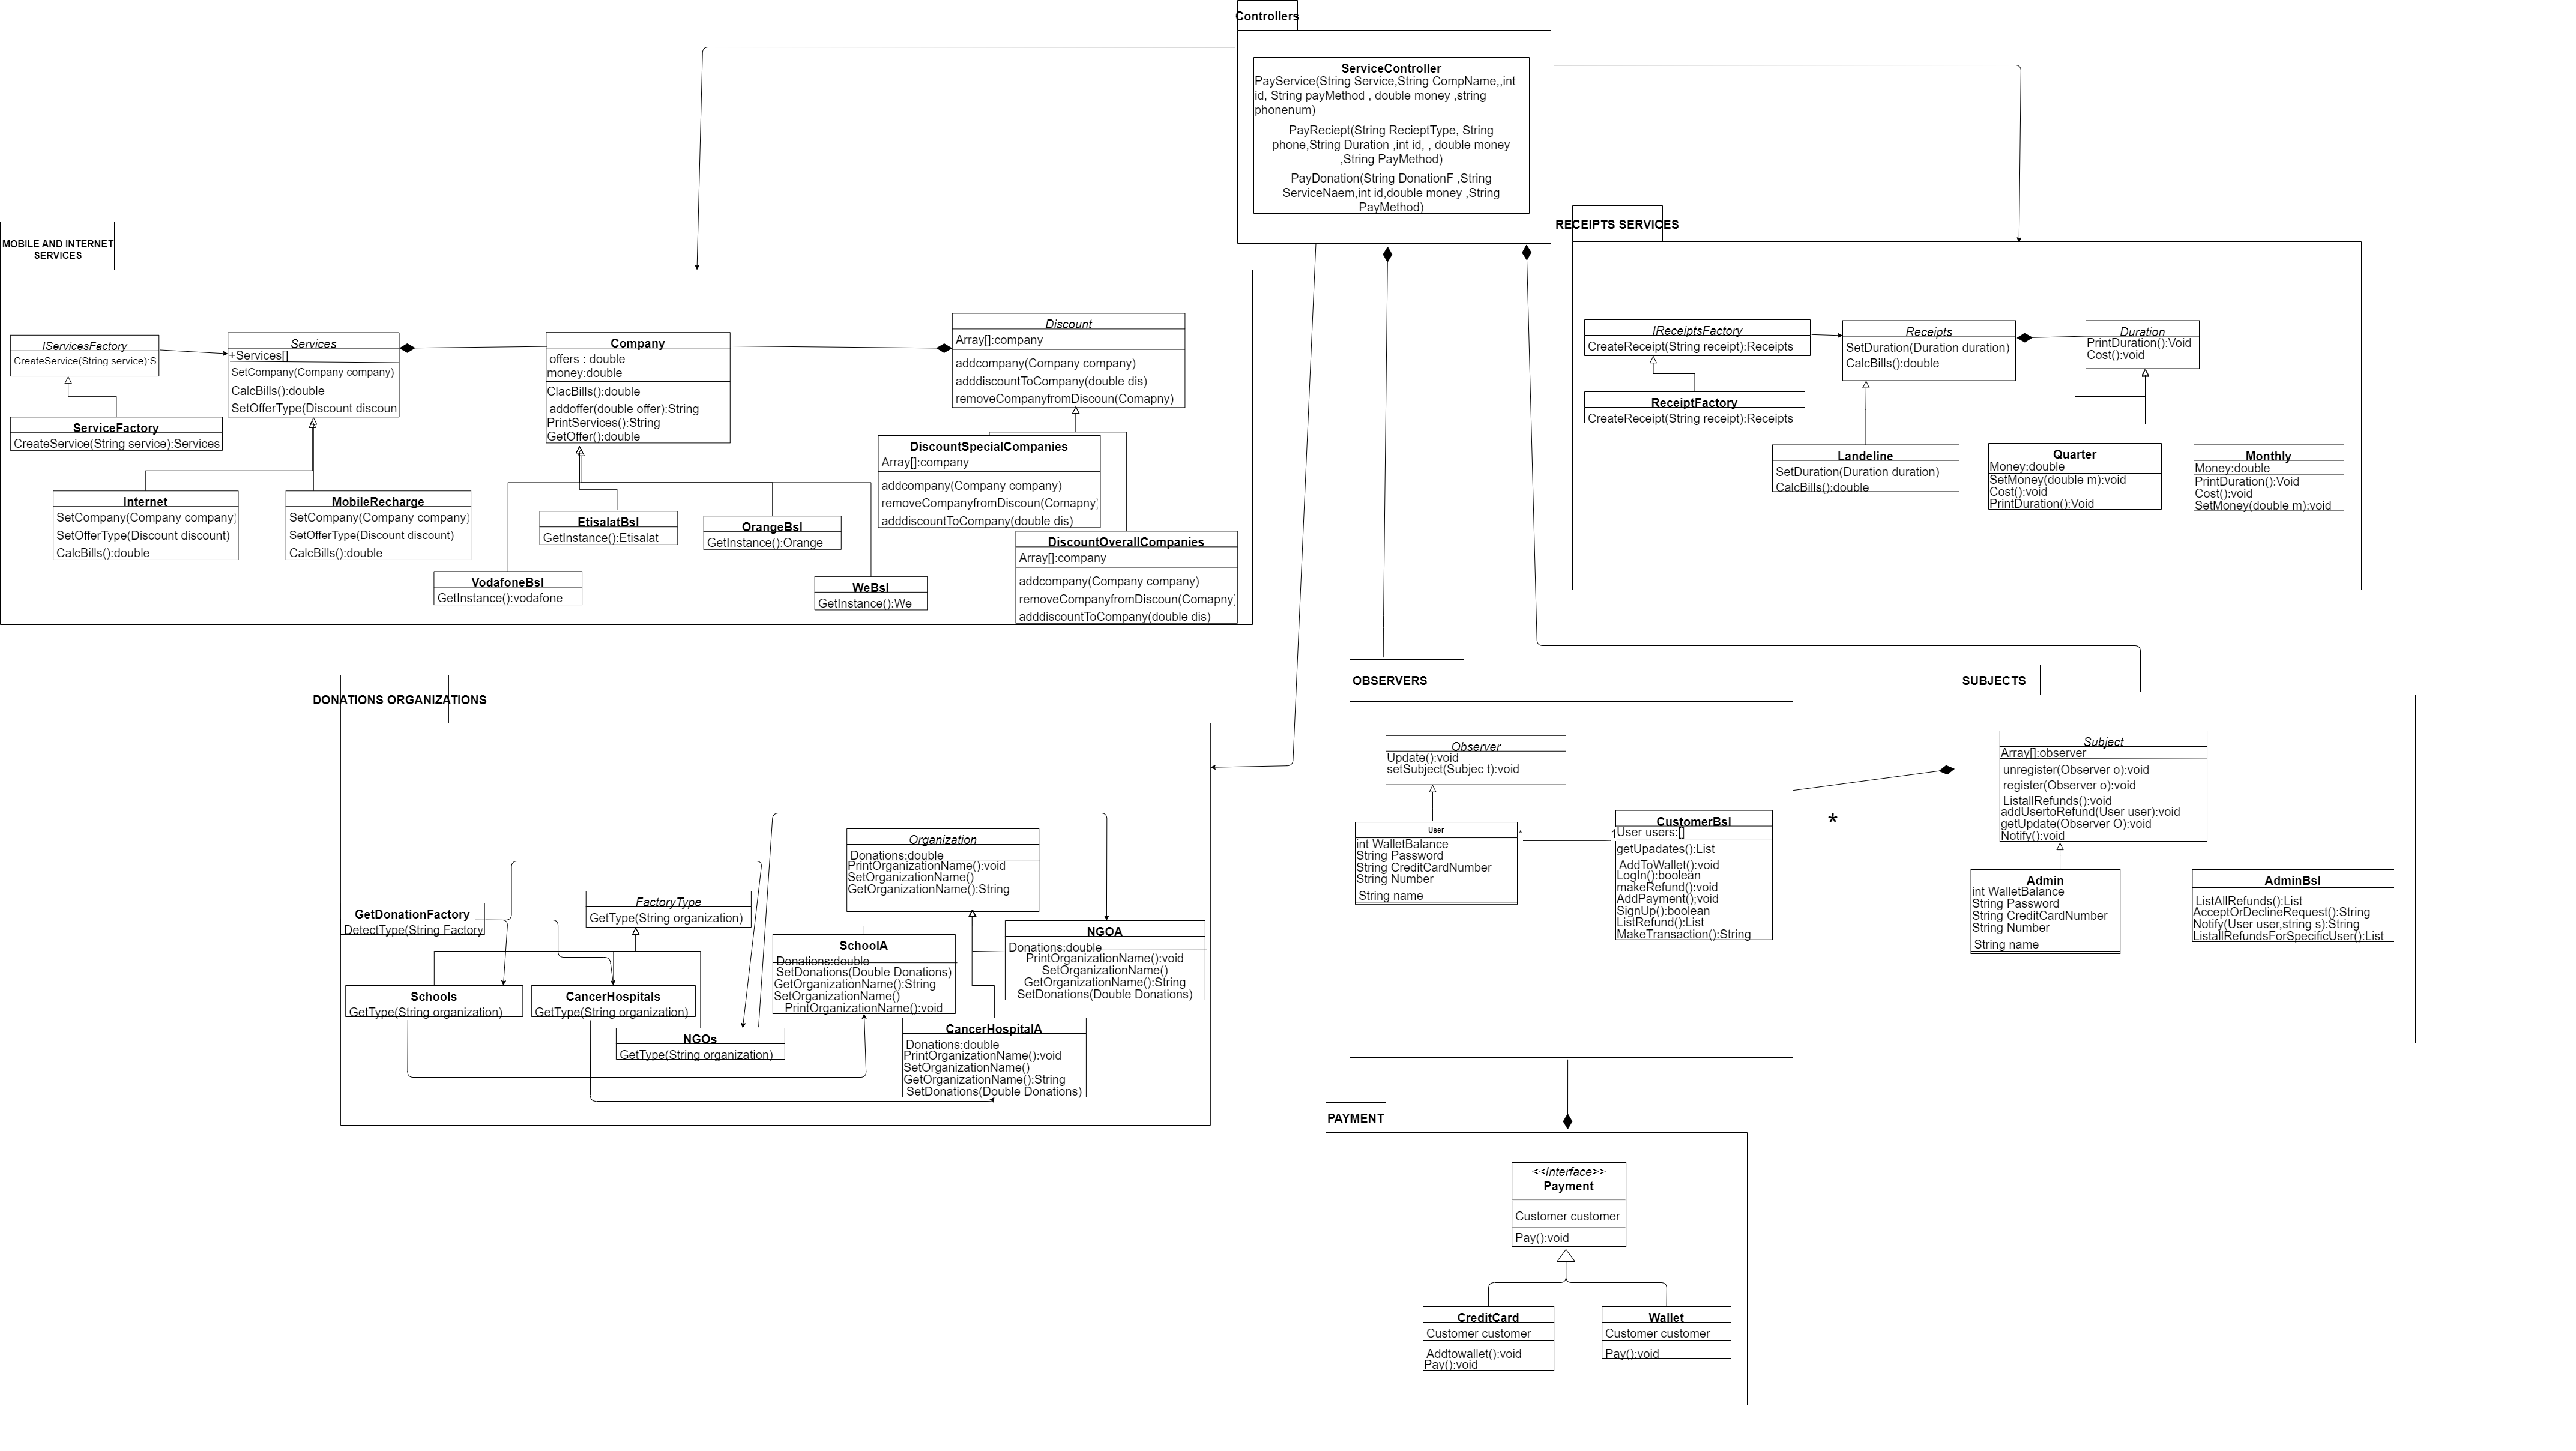 Controllers
ServiceController
PayService(String Service,String CompName,,int
id, String payMethod , double money ,string
phonenum)
PayReciept(String RecieptType, String
phone,String Duration ,int id, , double money
,String PayMethod)
PayDonation(String DonationF ,String
ServiceNaem,int id,double money ,String
PayMethod)
MOBILE AND INTERNET
SERVICES
IServicesFactory
CreateService(String service):S
ServiceFactory
CreateService(String service):Services
Services
+Services[]
SetCompany(Company company)
CalcBills():double
SetOfferType(Discount discoun
Internet
SetCompany(Company company)
SetOfferType(Discount discount)
CalcBills():double
MobileRecharge
SetCompany(Company company)
SetOfferType(Discount discount)
CalcBills():double
Company
offers : double
money:double
ClacBills():double
addoffer(double offer):String
PrintServices():String
GetOffer():double
EtisalatBsl
GetInstance():Etisalat
OrangeBsl
GetInstance():Orange
VodafoneBsl
GetInstance():vodafone
WeBsl
GetInstance():We
Discount
Array[]:company
addcompany(Company company)
adddiscountToCompany(double dis)
removeCompanyfromDiscoun(Comapny)
DiscountSpecialCompanies
Array[]:company
addcompany(Company company)
removeCompanyfromDiscoun(Comapny)
adddiscountToCompany(double dis)
DiscountOverallCompanies
Array[]:company
addcompany(Company company)
removeCompanyfromDiscoun(Comapny)
adddiscountToCompany(double dis)
RECEIPTS SERVICES
IReceiptsFactory
CreateReceipt(String receipt):Receipts
ReceiptFactory
CreateReceipt(String receipt):Receipts
Receipts
SetDuration(Duration duration)
CalcBills():double
Landeline
SetDuration(Duration duration)
CalcBills():double
Duration
PrintDuration():Void
Cost():void
Quarter
Money:double
SetMoney(double m):void
Cost():void
PrintDuration():Void
Monthly
Money:double
PrintDuration():Void
Cost():void
SetMoney(double m):void
DONATIONS ORGANIZATIONS
GetDonationFactory
DetectType(String Factory
FactoryType
GetType(String organization)
Schools
GetType(String organization)
CancerHospitals
GetType(String organization)
NGOs
GetType(String organization)
Organization
Donations:double
PrintOrganizationName():void
SetOrganizationName()
GetOrganizationName():String
SchoolA
Donations:double
SetDonations(Double Donations)
GetOrganizationName():String
SetOrganizationName()
PrintOrganizationName():void
NGOA
Donations:double
PrintOrganizationName():void
SetOrganizationName()
GetOrganizationName():String
SetDonations(Double Donations)
CancerHospitalA
Donations:double
PrintOrganizationName():void
SetOrganizationName()
GetOrganizationName():String
SetDonations(Double Donations)
OBSERVERS
Observer
Update():void
setSubject(Subjec t):void
User
int WalletBalance
String Password
String CreditCardNumber
String Number
String name
*
1
CustomerBsl
User users:[]
getUpadates():List
AddToWallet():void
LogIn():boolean
makeRefund():void
AddPayment();void
SignUp():boolean
ListRefund():List
MakeTransaction():String
*
SUBJECTS
Subject
Array[]:observer
unregister(Observer o):void
register(Observer o):void
ListallRefunds():void
addUsertoRefund(User user):void
getUpdate(Observer O):void
Notify():void
Admin
int WalletBalance
String Password
String CreditCardNumber
String Number
String name
AdminBsl
ListAllRefunds():List
AcceptOrDeclineRequest():String
Notify(User user,string s):String
ListallRefundsForSpecificUser():List
PAYMENT
<<Interface>>
Payment
Customer customer
Pay():void
CreditCard
Customer customer
Addtowallet():void
Pay():void
Wallet
Customer customer
Pay():void